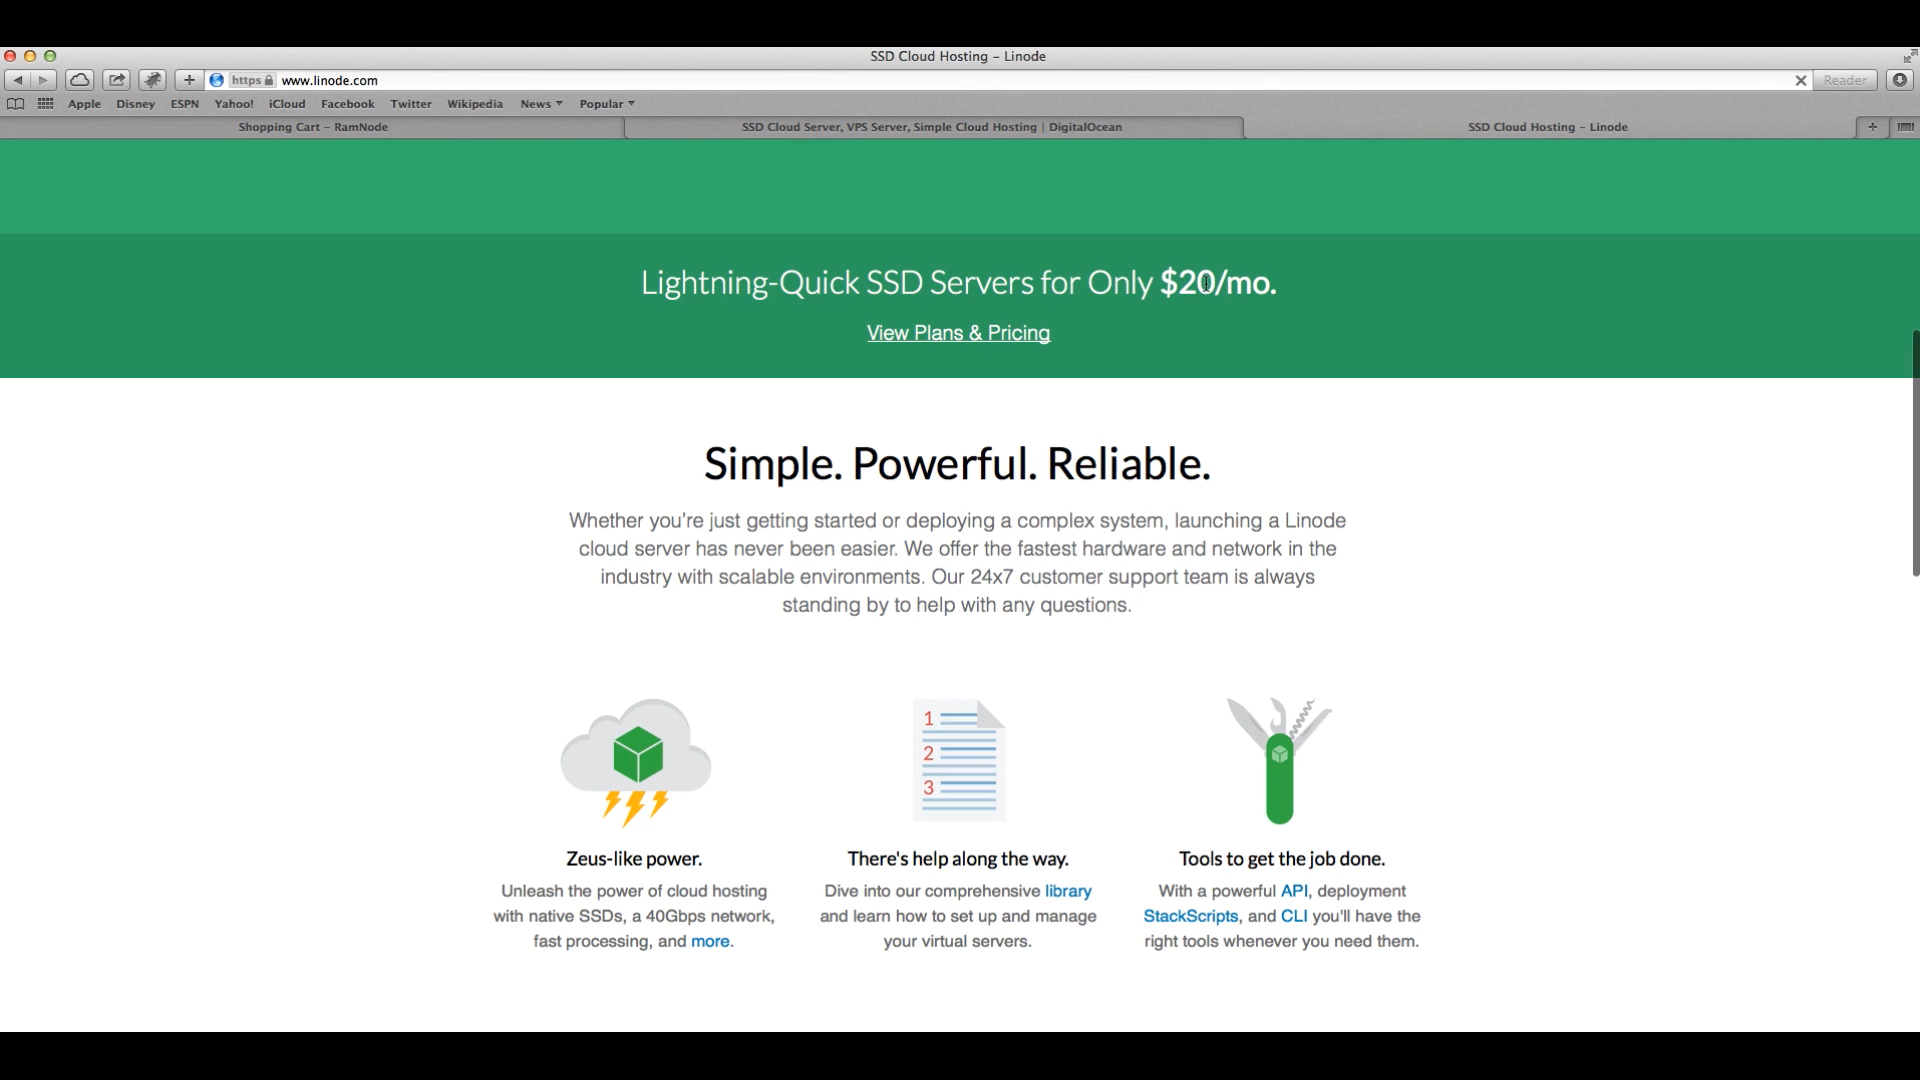 SSD Cloud Hosting – Linode
https www.linode.com Reader
Apple Disney ESPN Yahoo! iCloud Facebook Twitter Wikipedia News Popular
Shopping Cart – RamNode SSD Cloud Server, VPS Server, Simple Cloud Hosting | DigitalOcean SSD Cloud Hosting – Linode
Lightning-Quick SSD Servers for Only $20/mo.
View Plans & Pricing
Simple. Powerful. Reliable.
Whether you're just getting started or deploying a complex system, launching a Linode
cloud server has never been easier. We offer the fastest hardware and network in the
industry with scalable environments. Our 24x7 customer support team is always
standing by to help with any questions.
1
2
3
Zeus-like power.
Unleash the power of cloud hosting
with native SSDs, a 40Gbps network,
fast processing, and more.
There's help along the way.
Dive into our comprehensive library
and learn how to set up and manage
your virtual servers.
Tools to get the job done.
With a powerful API, deployment
StackScripts, and CLI you'll have the
right tools whenever you need them.